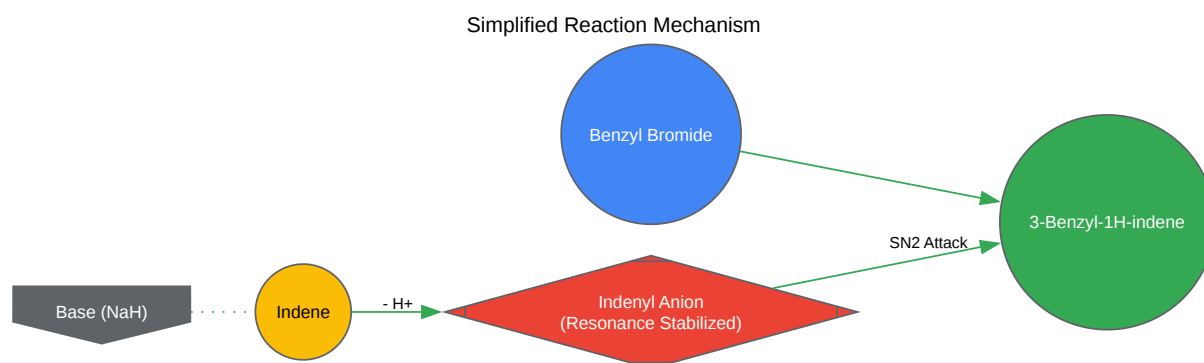 Simplified Reaction Mechanism
Benzyl Bromide
3-Benzyl-1H-indene
SN2 Attack
Base (NaH)
Indene
- H+
Indenyl Anion
(Resonance Stabilized)